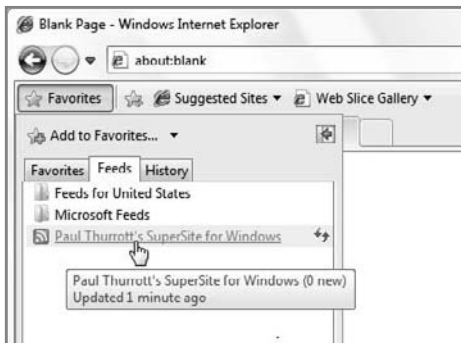 Blank Page - Windows Internet Explorer
about:blank
Favorites Suggested Sites Web Slice Gallery
Add to Favorites...
Favorites Feeds History
Feeds for United States
Microsoft Feeds
Paul Thurrott's SuperSite for Windows
Paul Thurrott's SuperSite for Windows (0 new)
Updated 1 minute ago